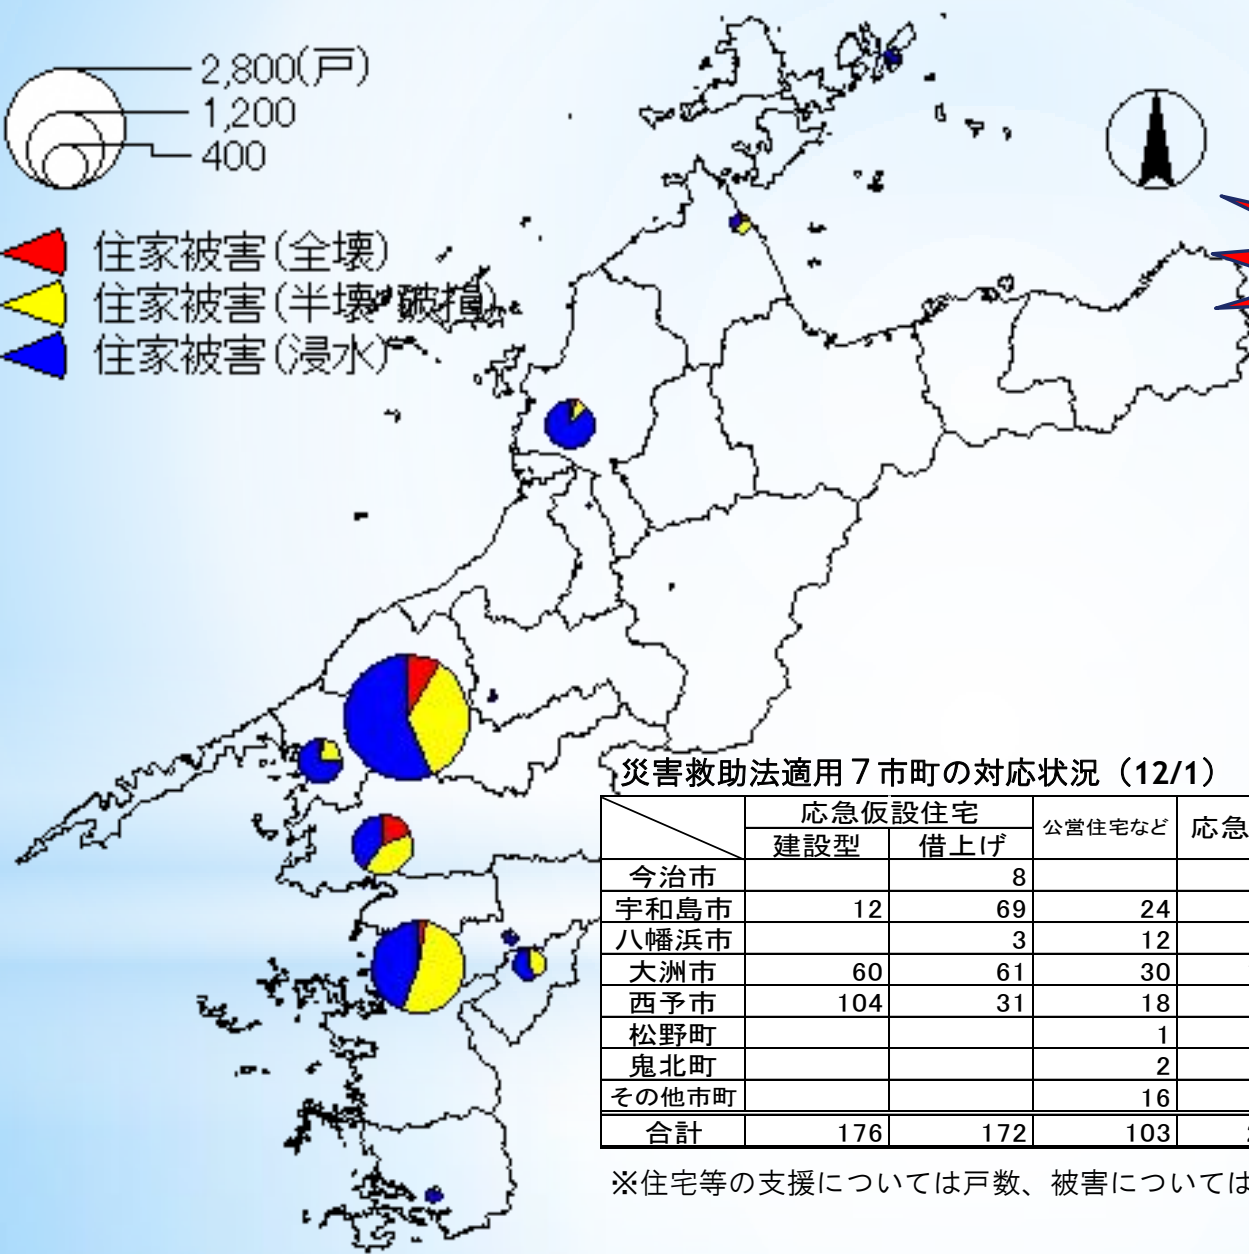 2,800(戸)
1,200
400
住家被害(全壊)
住家被害(半壊・破損)
住家被害(浸水)
災害救助法適用７市町の対応状況（12/1）
応急仮設住宅 公営住宅など 応急
建設型 借上げ
今治市 8
宇和島市 12 69 24
八幡浜市 3 12
大洲市 60 61 30
西予市 104 31 18
松野町 1
鬼北町 2
その他市町 16
合計 176 172 103
※住宅等の支援については戸数、被害については